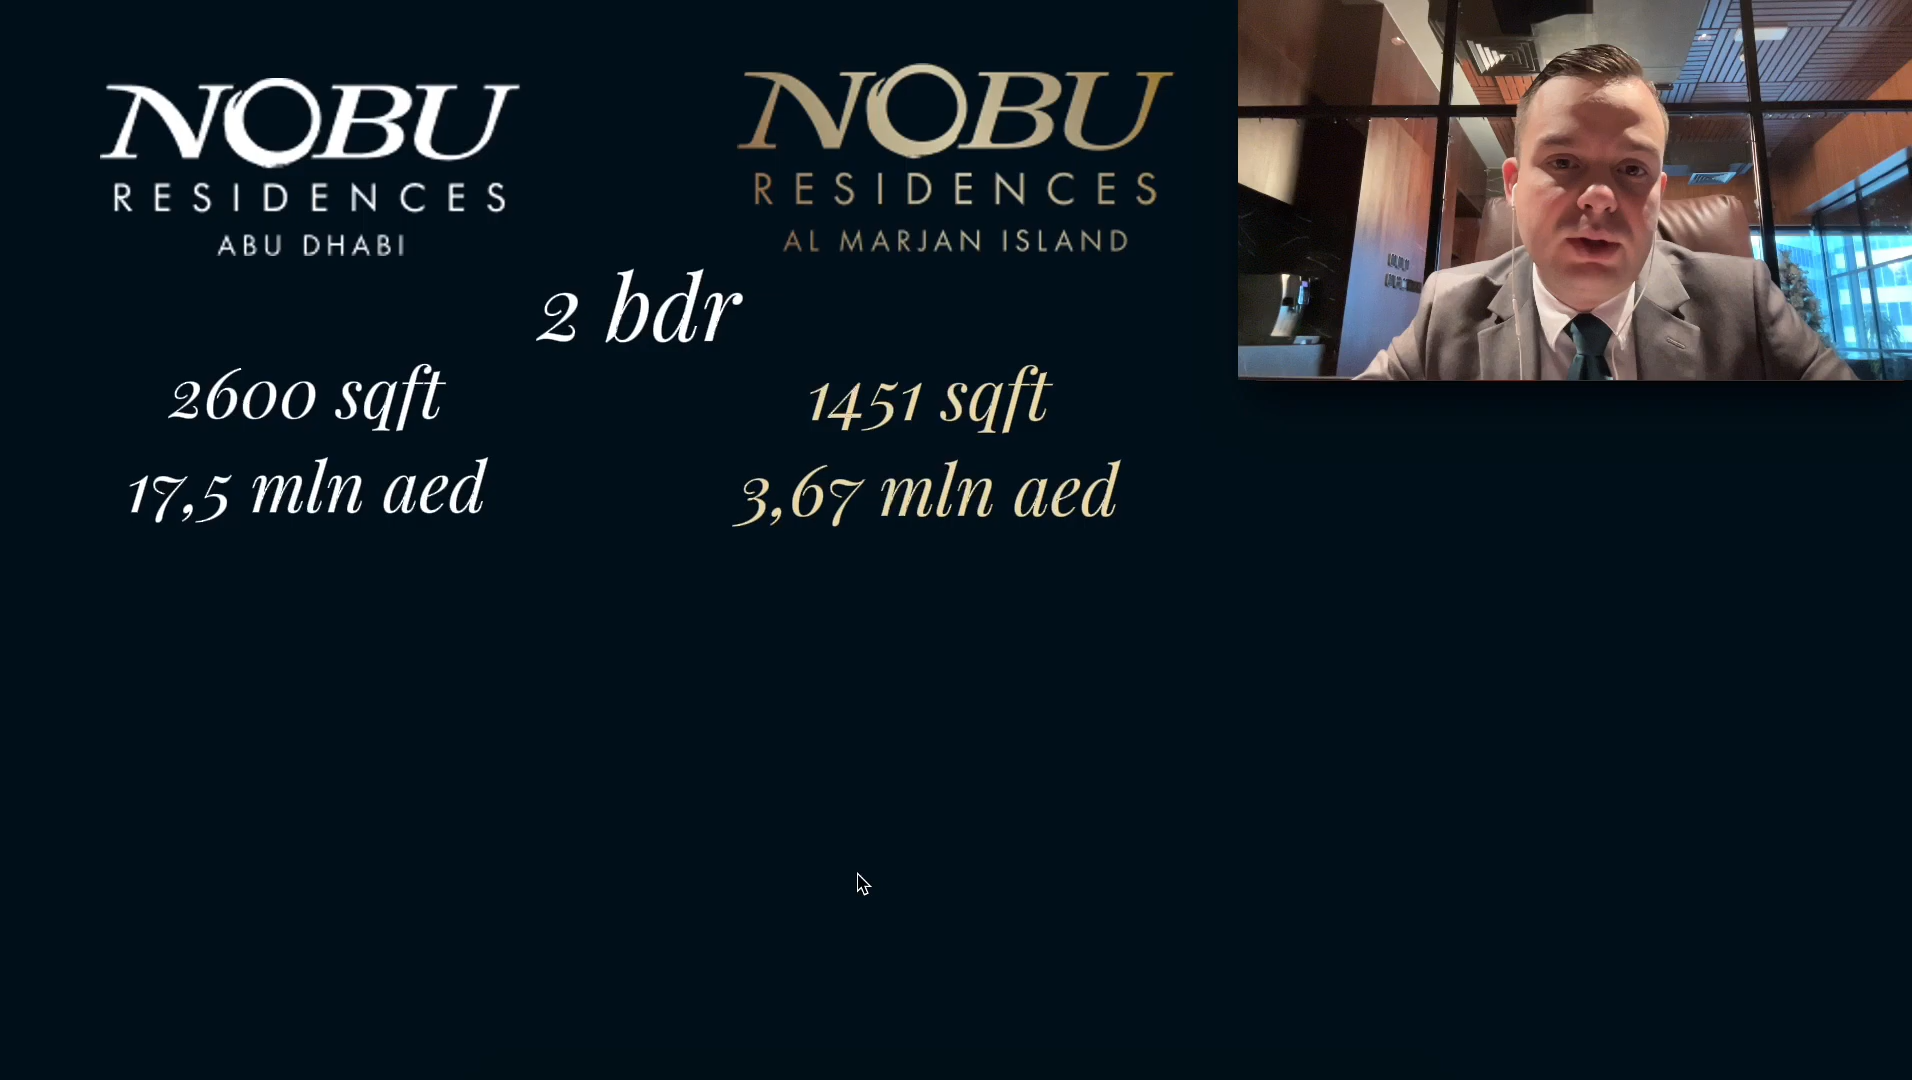 NOBU
RESIDENCES
ABU DHABI
NOBU
RESIDENCES
AL MARJAN ISLAND
2 bdr
2600 sqft
1451 sqft
17,5 mln aed
3,67 mln aed